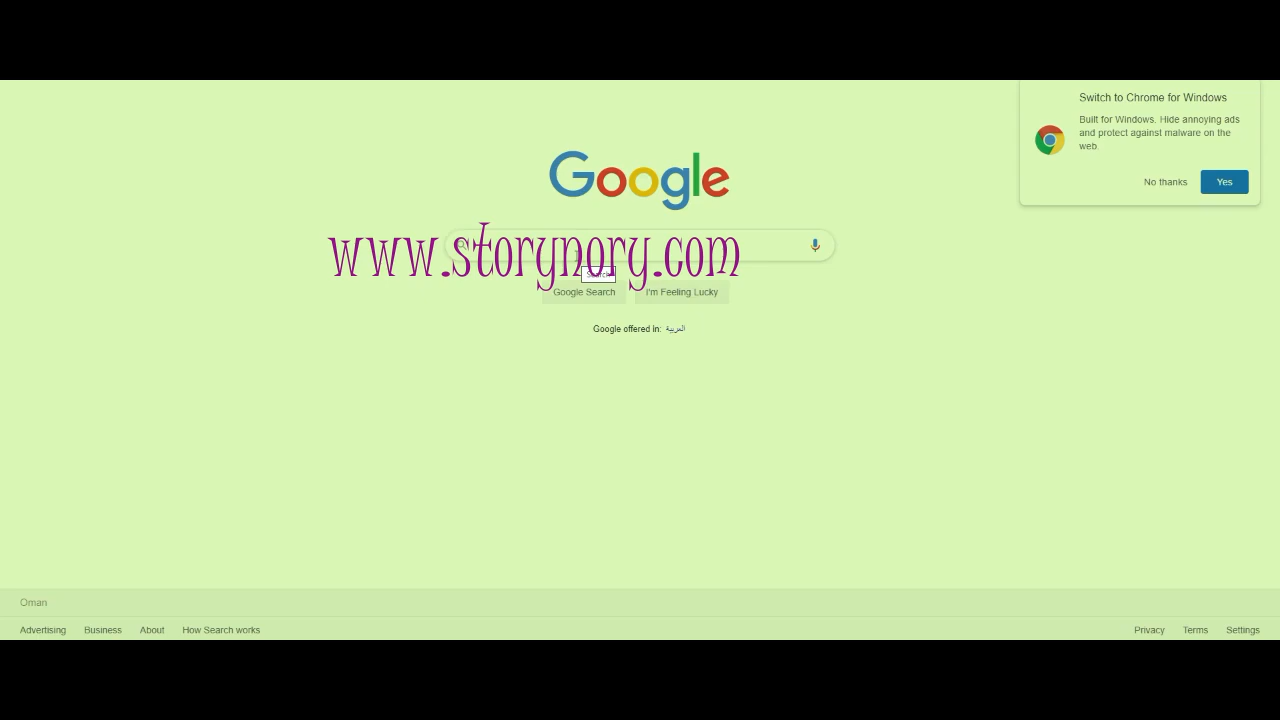 Switch to Chrome for Windows
Built for Windows. Hide annoying ads
and protect against malware on the
web.
No thanks
Yes
Google
www.storynory.com
Search
Google Search
I'm Feeling Lucky
Google offered in: العربية
Oman
Advertising Business About How Search works Privacy Terms Settings